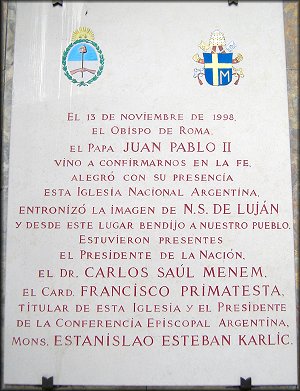 EL 13 DE NOVIEMBRE DE 1998,
EL OBISPO DE ROMA,
EL PAPA JUAN PABLO II
VINO A CONFIRMARNOS EN LA FE,
ALEGRÓ CON SU PRESENCIA
ESTA IGLESIA NACIONAL ARGENTINA,
ENTRONIZÓ LA IMAGEN DE N.S. DE LUJÁN
Y DESDE ESTE LUGAR BENDIJO A NUESTRO PUEBLO.
ESTUVIERON PRESENTES
EL PRESIDENTE DE LA NACIÓN,
EL DR. CARLOS SAÚL MENEM,
EL CARD. FRANCISCO PRIMATESTA,
TITULAR DE ESTA IGLESIA Y EL PRESIDENTE
DE LA CONFERENCIA EPISCOPAL ARGENTINA,
MONS. ESTANISLAO ESTEBAN KARLIC.